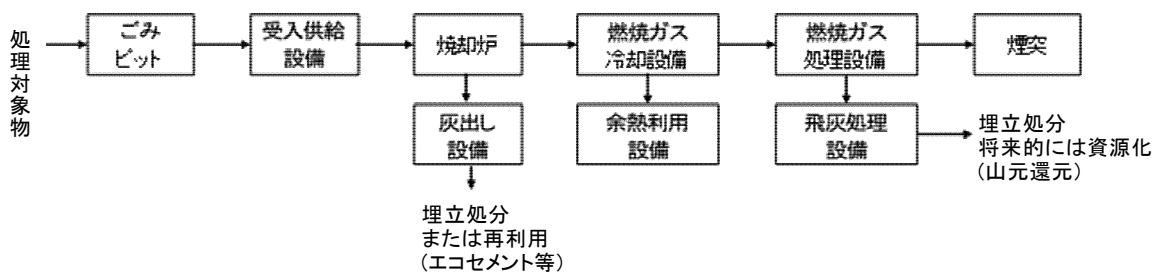 処理対象物
ごみ
ピット
受入供給
設備
焼却炉
燃焼ガス
冷却設備
燃焼ガス
処理設備
煙突
灰出し
設備
余熱利用
設備
飛灰処理
設備
埋立処分
将来的には資源化
(山元還元)
埋立処分
または再利用
(エコセメント等)